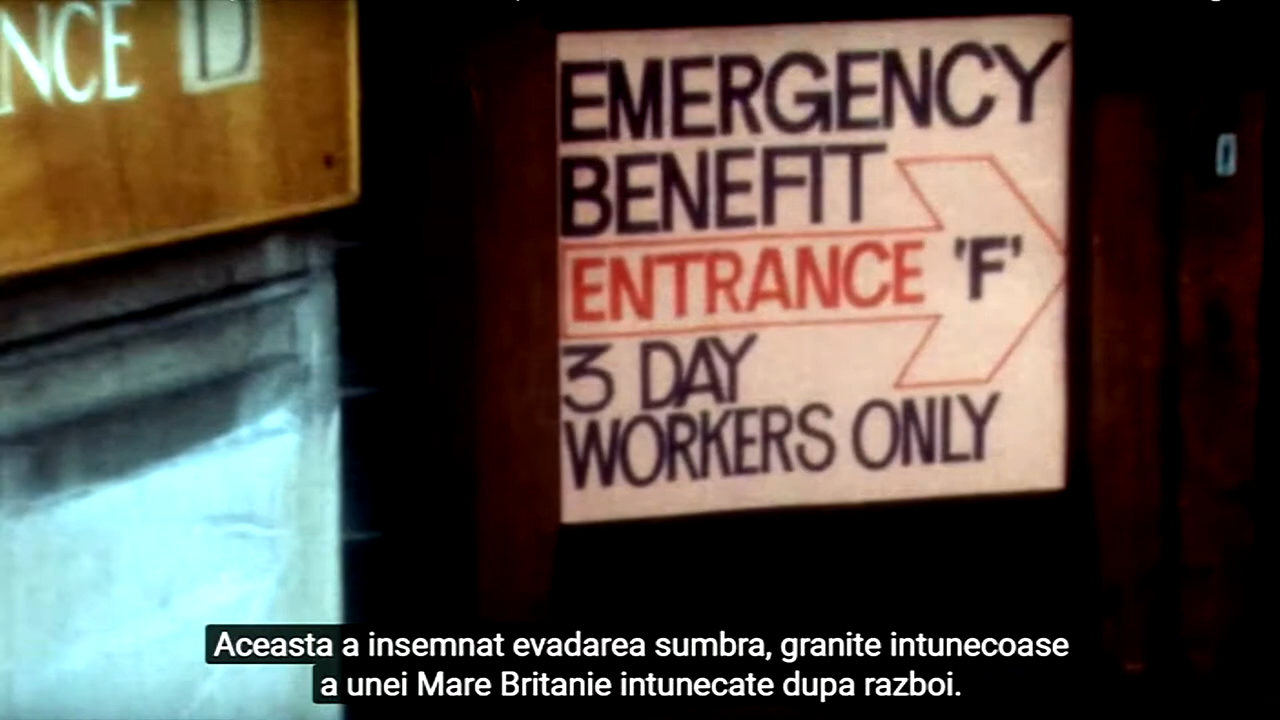 NCE D
EMERGENCY
BENEFIT
ENTRANCE 'F'
3 DAY
WORKERS ONLY
Aceasta a insemnat evadarea sumbra, granite intunecoase
a unei Mare Britanie intunecate dupa razboi.